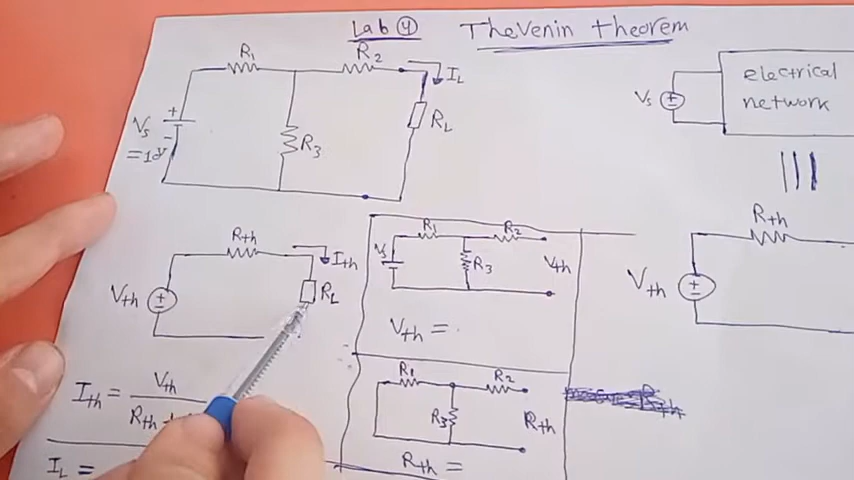 Lab ④ Thevenin theorem
R1
R2
IL
Vs
+
-
R3
RL
Vs
+
-
electrical
network
Rth
Ith
Vth
+
-
RL
Vs
R1
R2
R3
Vth
Vth =
R1
R2
R3
Rth
Rth =
Rth
Vth
+
-
Ith = Vth
Rth +
IL =